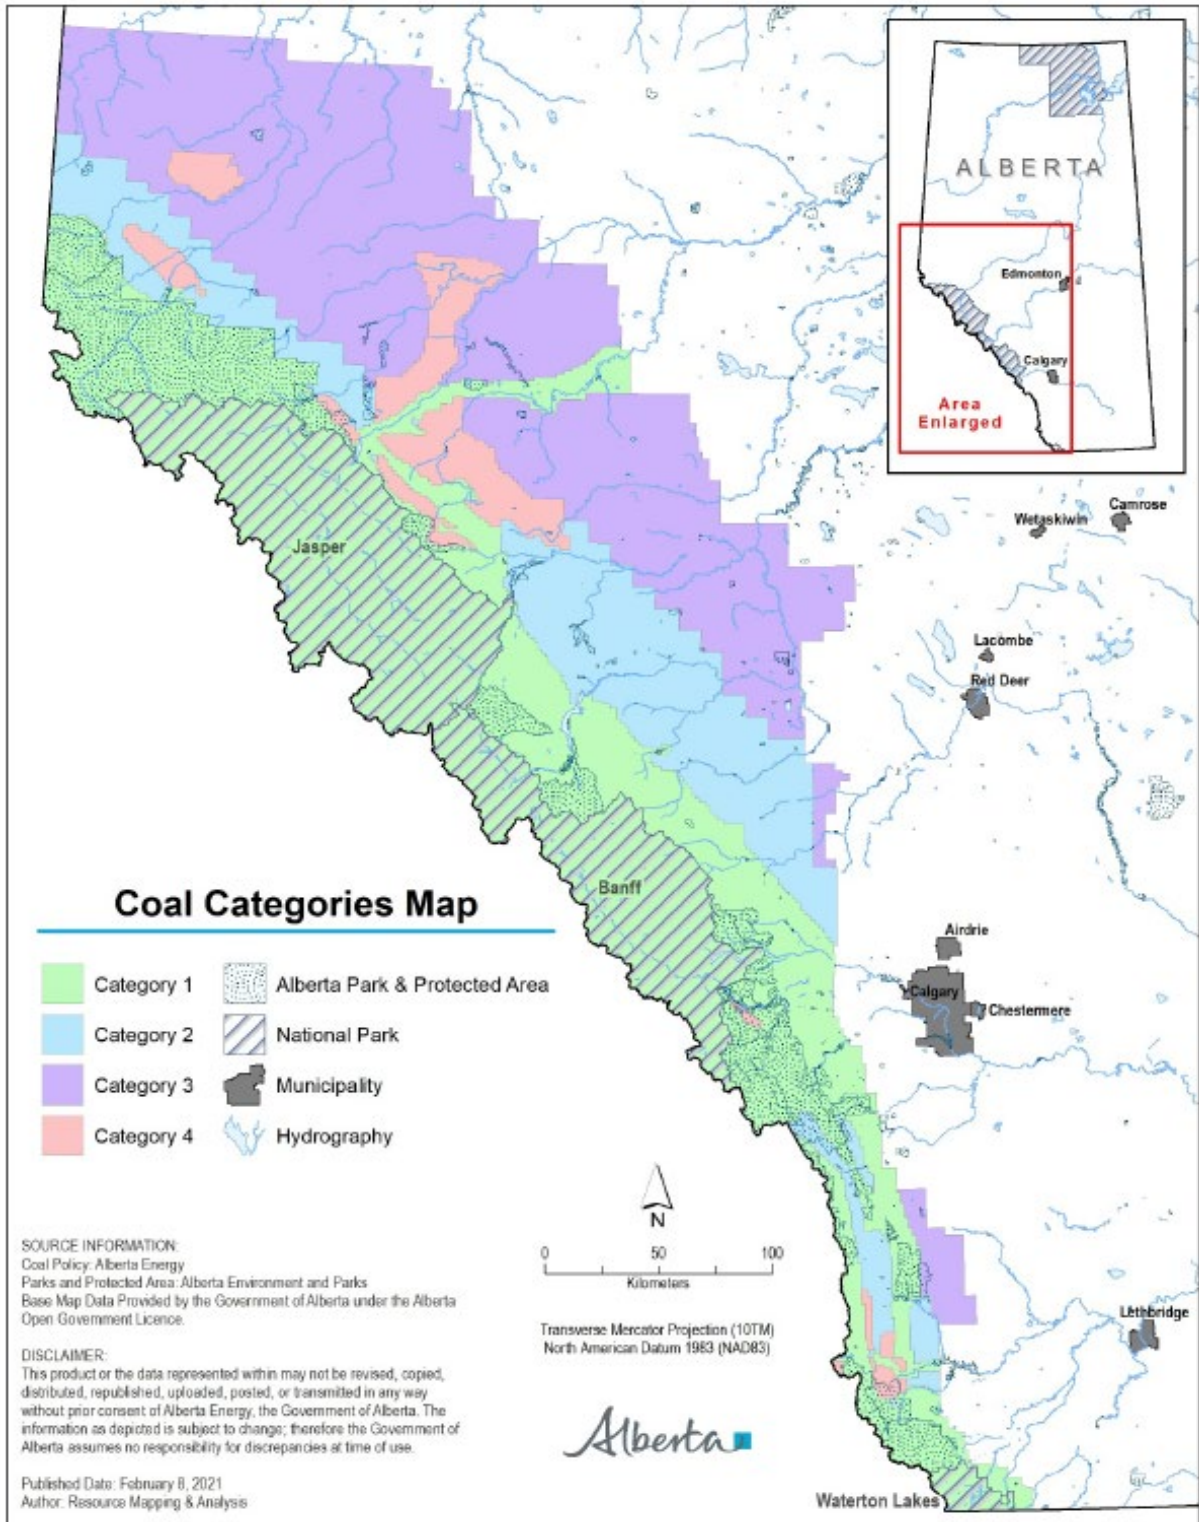 ALBERTA
Edmonton
Calgary
Area
Enlarged
Camrose
Wetaskiwin
Jasper
Lacombe
Red Deer
Banff
Coal Categories Map
Airdrie
Calgary
Chestermere
Category 1
Alberta Park & Protected Area
Category 2
National Park
Category 3
Municipality
Category 4
Hydrography
N
0 50 100
Kilometers
SOURCE INFORMATION:
Coal Policy: Alberta Energy
Parks and Protected Area: Alberta Environment and Parks
Base Map Data Provided by the Government of Alberta under the Alberta
Open Government Licence.
Lethbridge
Transverse Mercator Projection (10TM)
North American Datum 1983 (NAD83)
DISCLAIMER:
This product or the data represented within may not be revised, copied,
distributed, republished, uploaded, posted, or transmitted in any way
without prior consent of Alberta Energy, the Government of Alberta. The
information as depicted is subject to change; therefore the Government of
Alberta assumes no responsibility for discrepancies at time of use.
Alberta
Published Date: February 8, 2021
Author: Resource Mapping & Analysis
Waterton Lakes